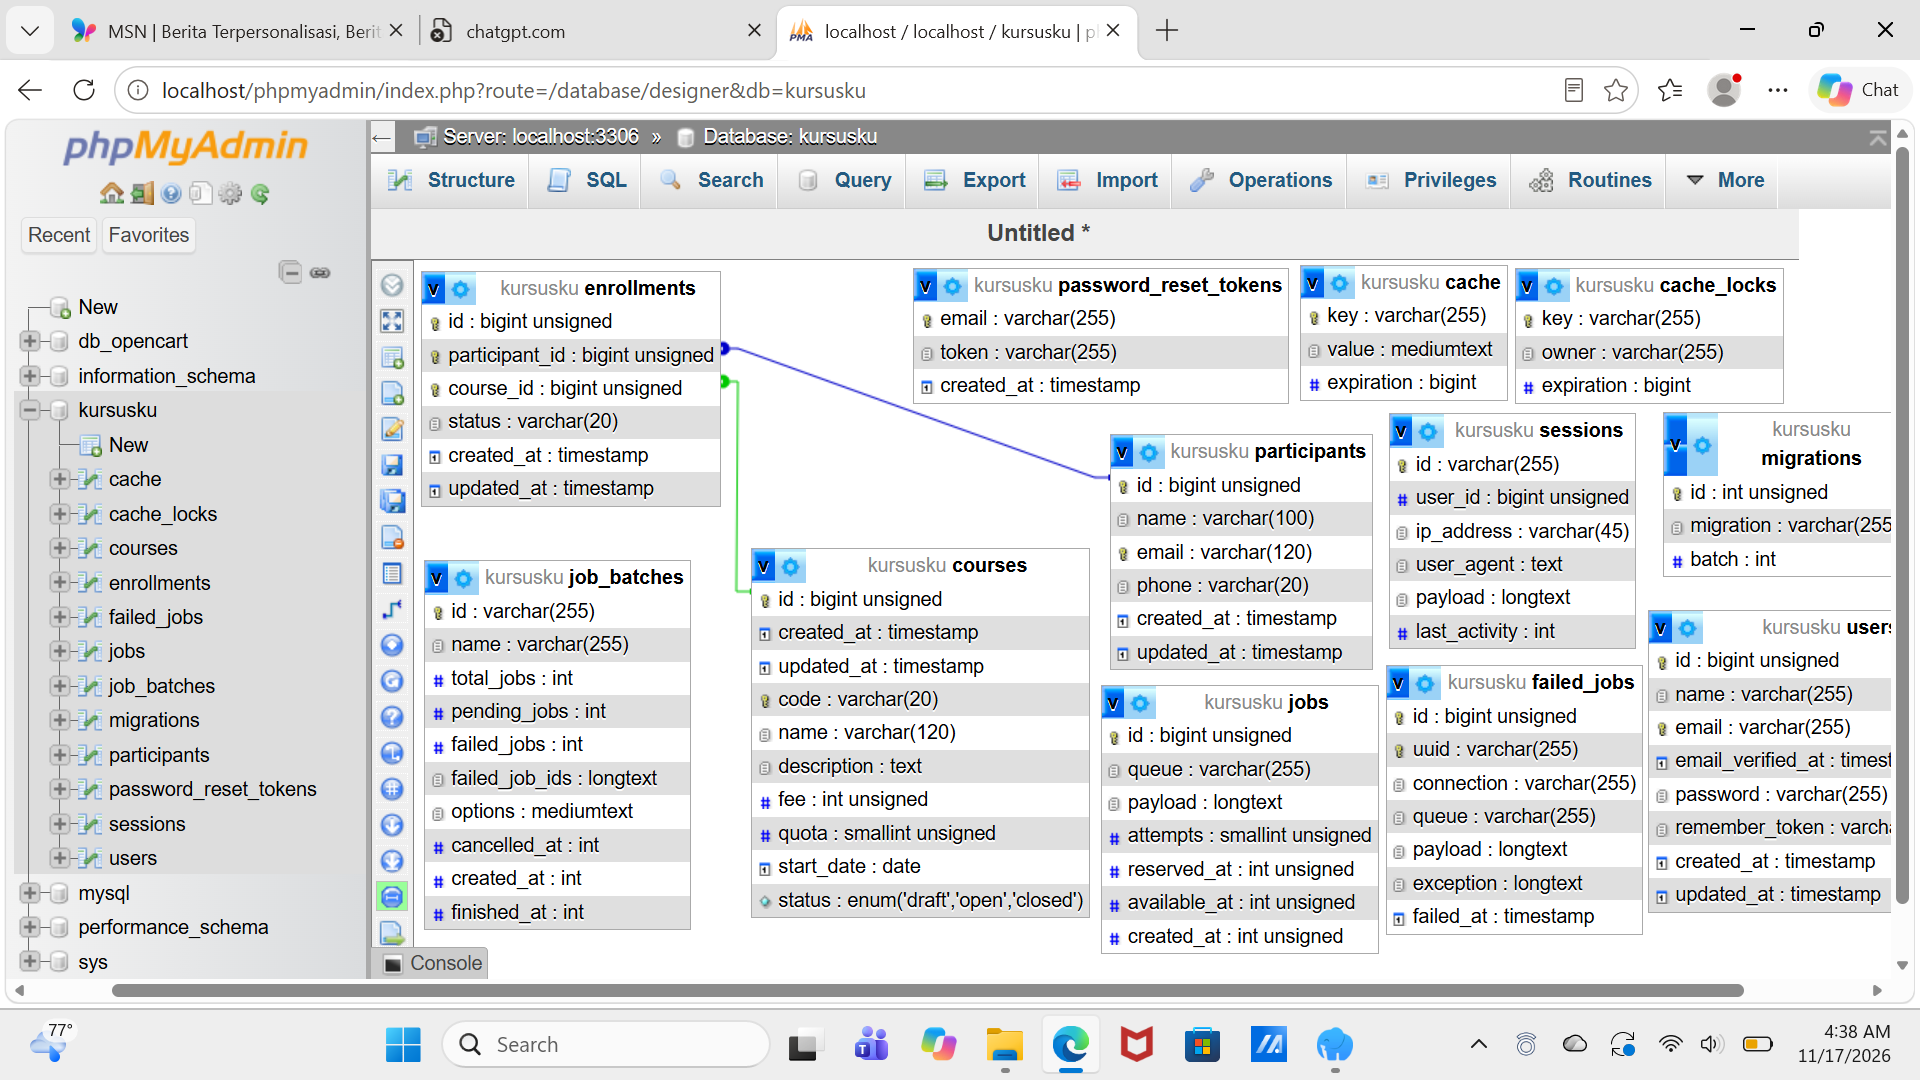 MSN | Berita Terpersonalisasi, Berit
chatgpt.com
localhost / localhost / kursusku | p
localhost/phpmyadmin/index.php?route=/database/designer&db=kursusku
Chat
phpMyAdmin
Recent
Favorites
New
db_opencart
information_schema
kursusku
New
cache
cache_locks
courses
enrollments
failed_jobs
jobs
job_batches
migrations
participants
password_reset_tokens
sessions
users
mysql
performance_schema
sys
Server: localhost:3306 » Database: kursusku
Structure
SQL
Search
Query
Export
Import
Operations
Privileges
Routines
More
Untitled *
kursusku enrollments
id : bigint unsigned
participant_id : bigint unsigned
course_id : bigint unsigned
status : varchar(20)
created_at : timestamp
updated_at : timestamp
kursusku password_reset_tokens
email : varchar(255)
token : varchar(255)
created_at : timestamp
kursusku cache
key : varchar(255)
value : mediumtext
expiration : bigint
kursusku cache_locks
key : varchar(255)
owner : varchar(255)
expiration : bigint
kursusku participants
id : bigint unsigned
name : varchar(100)
email : varchar(120)
phone : varchar(20)
created_at : timestamp
updated_at : timestamp
kursusku sessions
id : varchar(255)
user_id : bigint unsigned
ip_address : varchar(45)
user_agent : text
payload : longtext
last_activity : int
kursusku
migrations
id : int unsigned
migration : varchar(255
batch : int
kursusku job_batches
id : varchar(255)
name : varchar(255)
total_jobs : int
pending_jobs : int
failed_jobs : int
failed_job_ids : longtext
options : mediumtext
cancelled_at : int
created_at : int
finished_at : int
kursusku courses
id : bigint unsigned
created_at : timestamp
updated_at : timestamp
code : varchar(20)
name : varchar(120)
description : text
fee : int unsigned
quota : smallint unsigned
start_date : date
status : enum('draft','open','closed')
kursusku jobs
id : bigint unsigned
queue : varchar(255)
payload : longtext
attempts : smallint unsigned
reserved_at : int unsigned
available_at : int unsigned
created_at : int unsigned
kursusku failed_jobs
id : bigint unsigned
uuid : varchar(255)
connection : varchar(255)
queue : varchar(255)
payload : longtext
exception : longtext
failed_at : timestamp
kursusku users
id : bigint unsigned
name : varchar(255)
email : varchar(255)
email_verified_at : timest
password : varchar(255)
remember_token : varcha
created_at : timestamp
updated_at : timestamp
Console
77°
Search
4:38 AM
11/17/2026